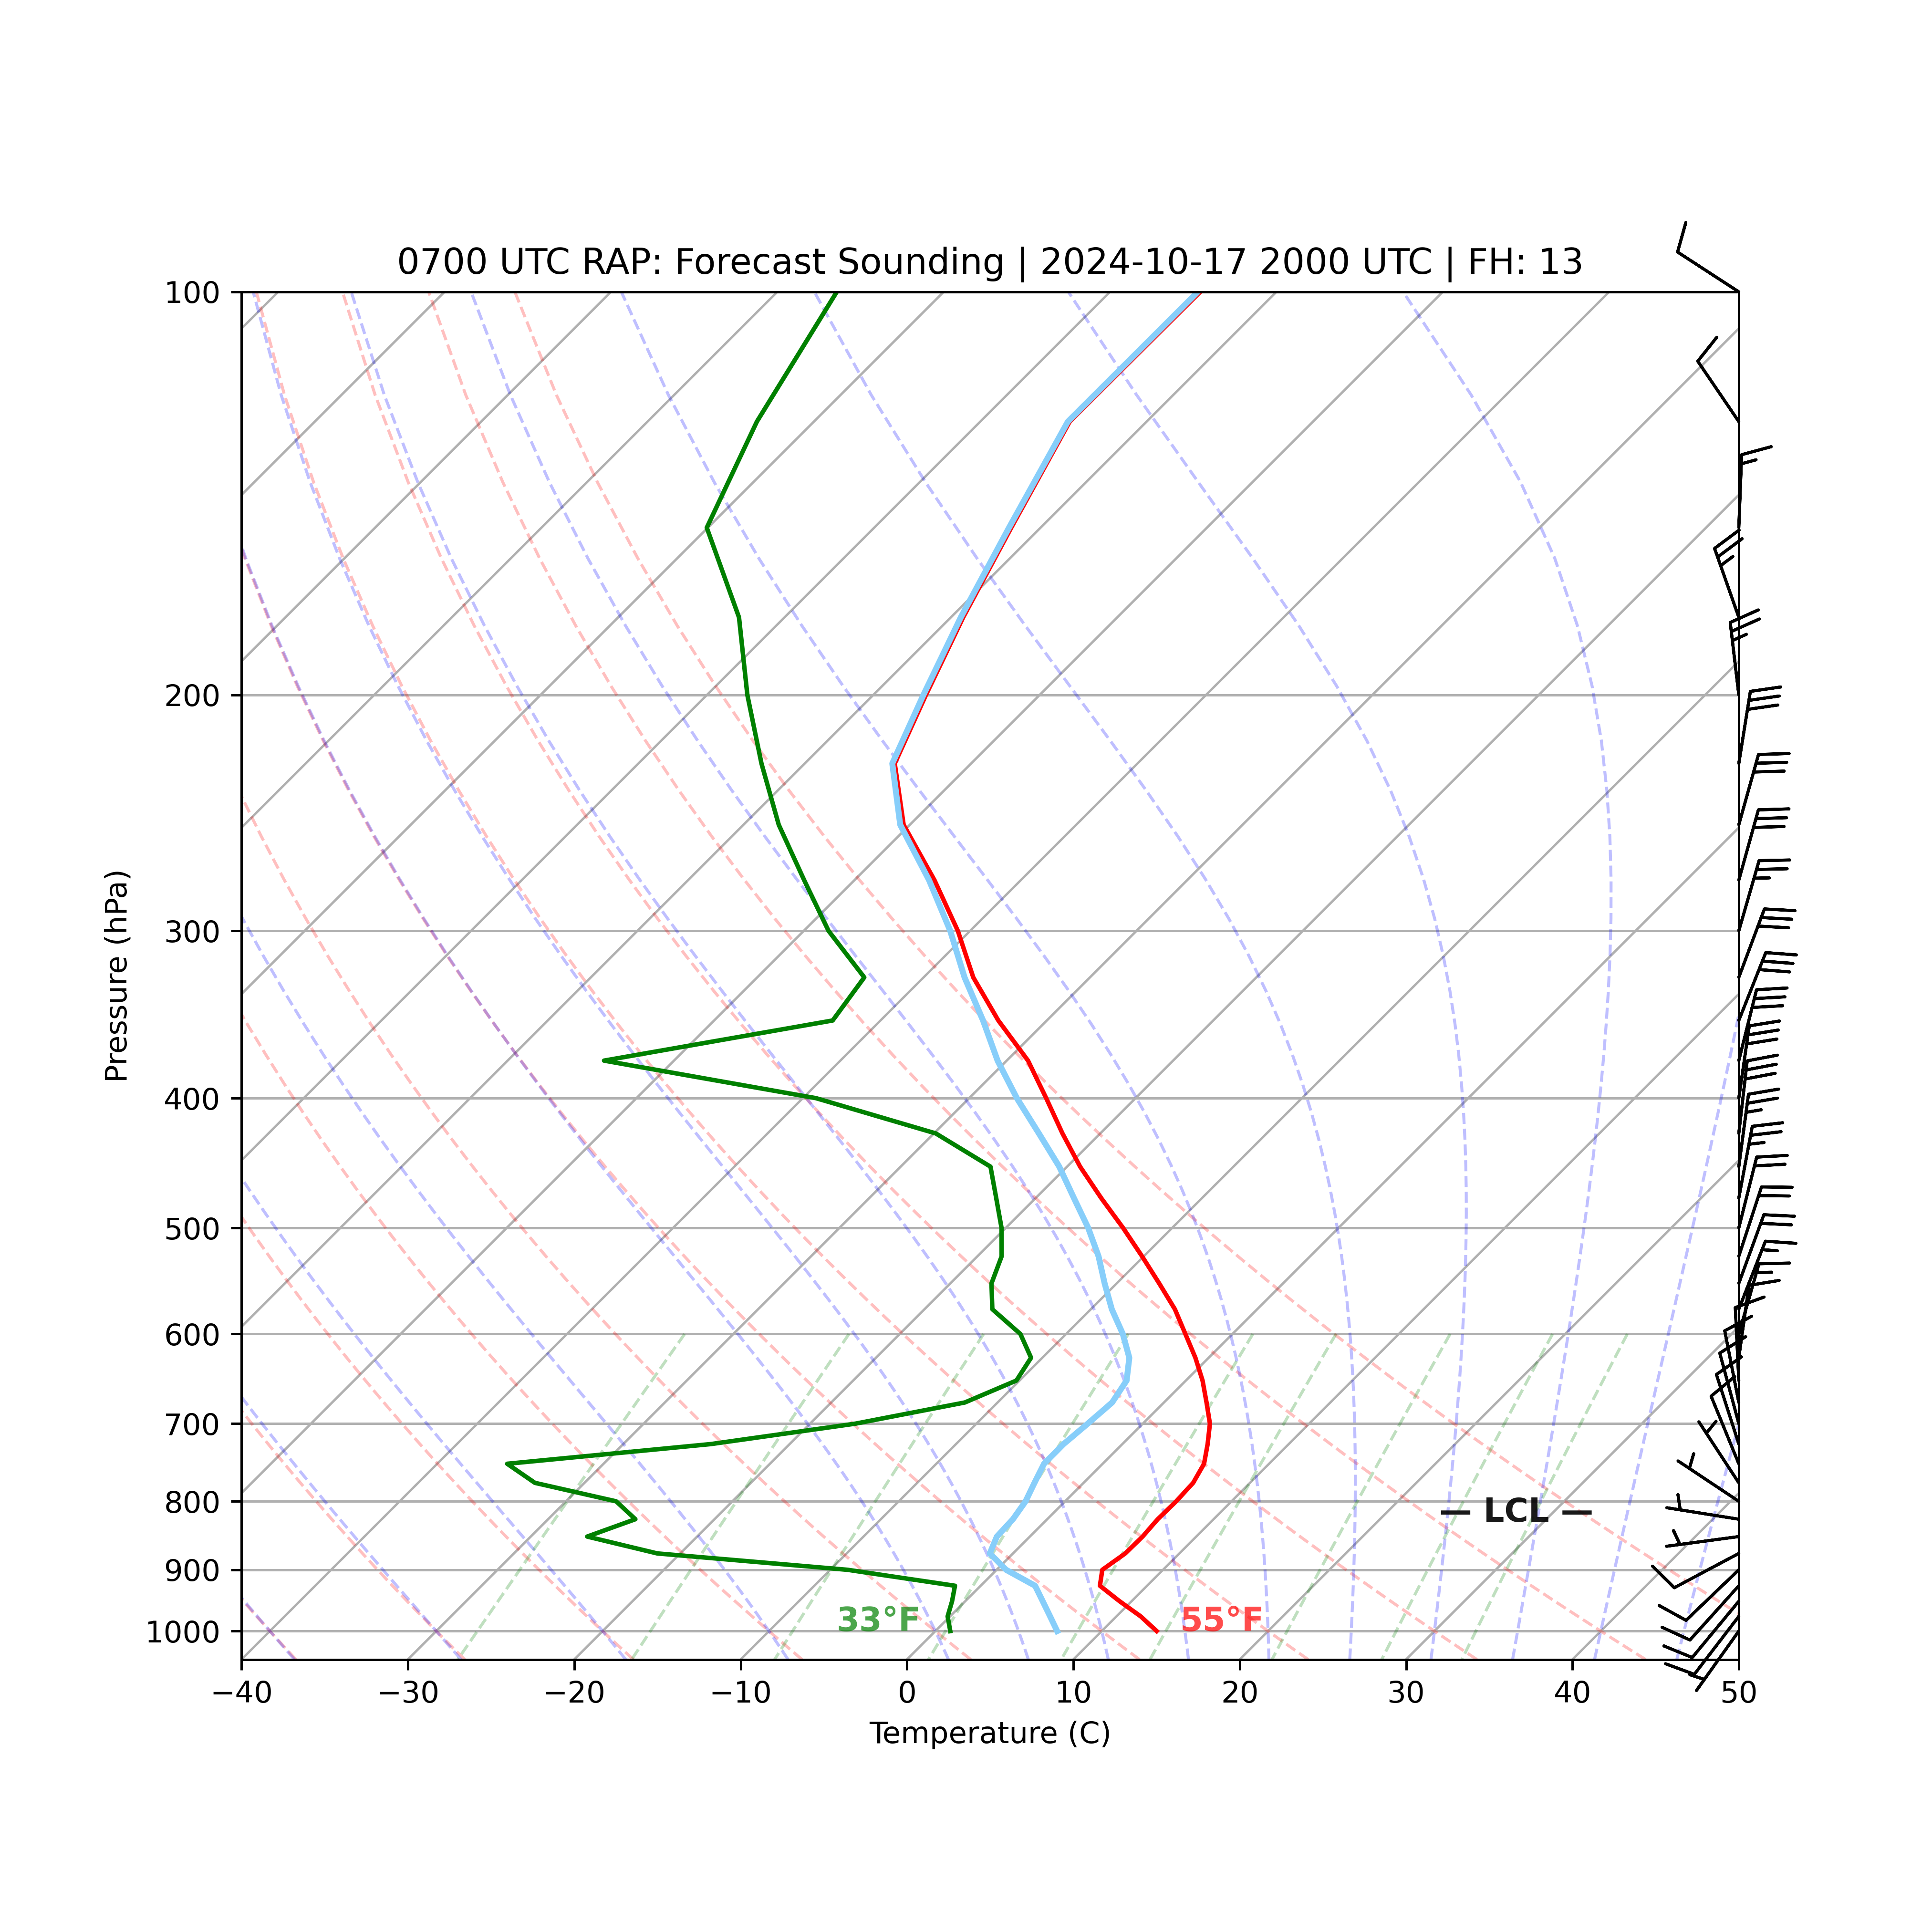 0700 UTC RAP: Forecast Sounding | 2024-10-17 2000 UTC | FH: 13
100
200
300
400
500
600
700
800
900
1000
Pressure (hPa)
— LCL —
33°F
55°F
−40 −30 −20 −10 0 10 20 30 40 50
Temperature (C)